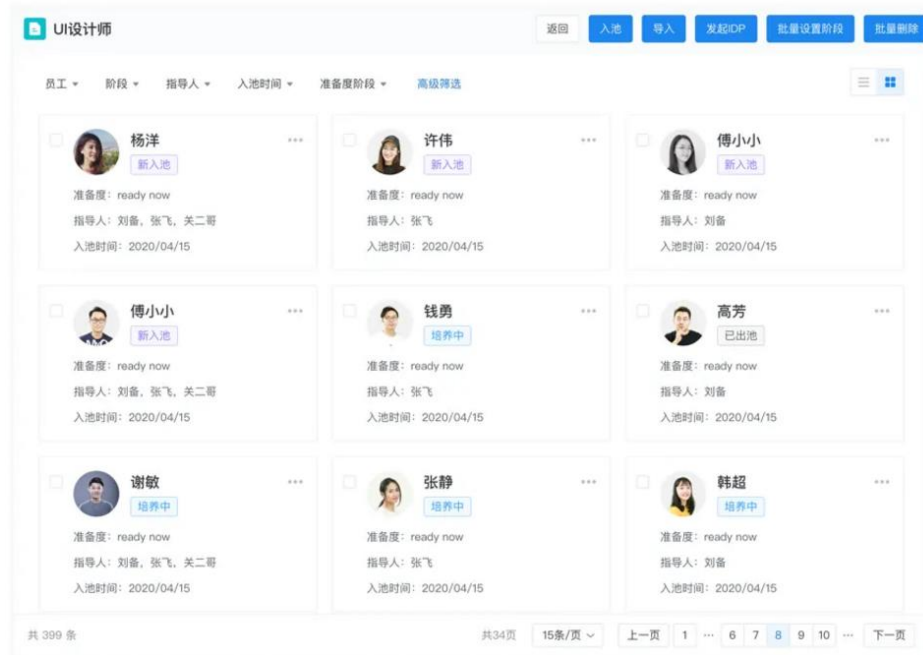 UI设计师 返回 入池 导入 发起IDP 批量设置阶段 批量删除
员工 阶段 指导人 入池时间 准备度阶段 高级筛选
杨洋 许伟 傅小小
新入池 新入池 新入池
准备度：ready now 准备度：ready now 准备度：ready now
指导人：刘备，张飞，关二哥 指导人：张飞 指导人：刘备
入池时间：2020/04/15 入池时间：2020/04/15 入池时间：2020/04/15
傅小小 钱勇 高芳
新入池 培养中 已出池
准备度：ready now 准备度：ready now 准备度：ready now
指导人：刘备，张飞，关二哥 指导人：张飞 指导人：刘备
入池时间：2020/04/15 入池时间：2020/04/15 入池时间：2020/04/15
谢敏 张静 韩超
培养中 培养中 培养中
准备度：ready now 准备度：ready now 准备度：ready now
指导人：刘备，张飞，关二哥 指导人：张飞 指导人：刘备
入池时间：2020/04/15 入池时间：2020/04/15 入池时间：2020/04/15
共 399 条 共34页 15条/页 上一页 1 ··· 6 7 8 9 10 ··· 下一页